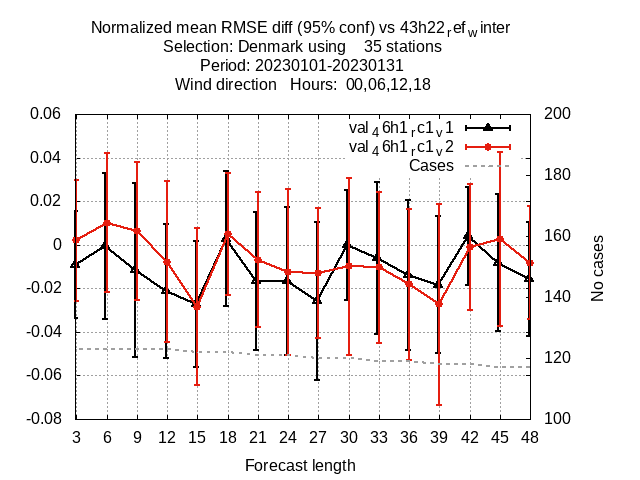 Normalized mean RMSE diff (95% conf) vs 43h22refwinter
Selection: Denmark using 35 stations
Period: 20230101-20230131
Wind direction Hours: 00,06,12,18
val46h1rc1v1
val46h1rc1v2
Cases
0.06
0.04
0.02
0
-0.02
-0.04
-0.06
-0.08
200
180
160
140
120
100
No cases
3 6 9 12 15 18 21 24 27 30 33 36 39 42 45 48
Forecast length